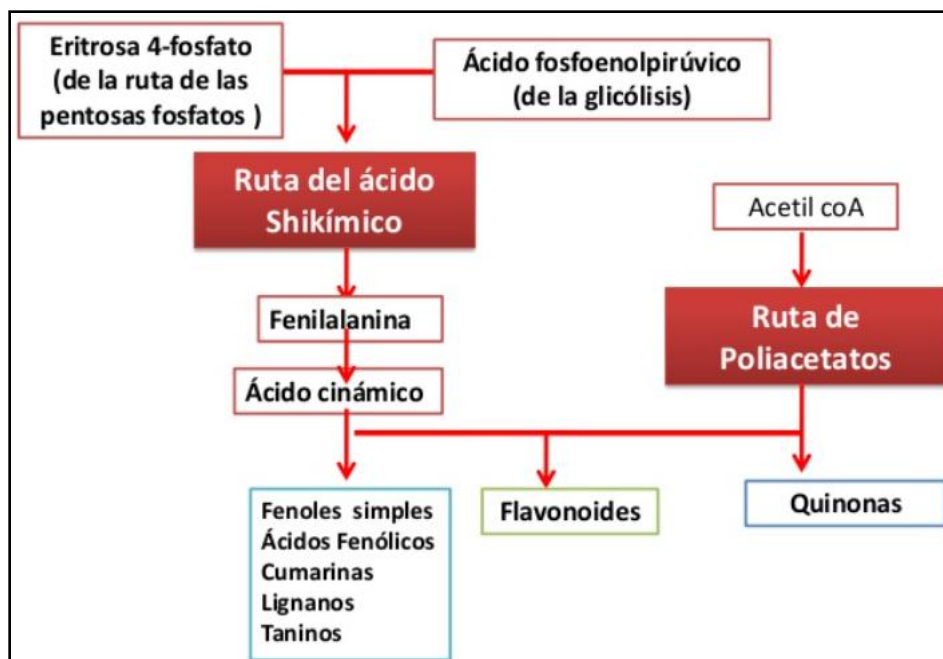 Eritrosa 4-fosfato
(de la ruta de las
pentosas fosfatos )
Ácido fosfoenolpirúvico
(de la glicólisis)
Ruta del ácido
Shikímico
Acetil coA
Fenilalanina
Ruta de
Poliacetatos
Ácido cinámico
Fenoles simples
Ácidos Fenólicos
Cumarinas
Lignanos
Taninos
Flavonoides
Quinonas